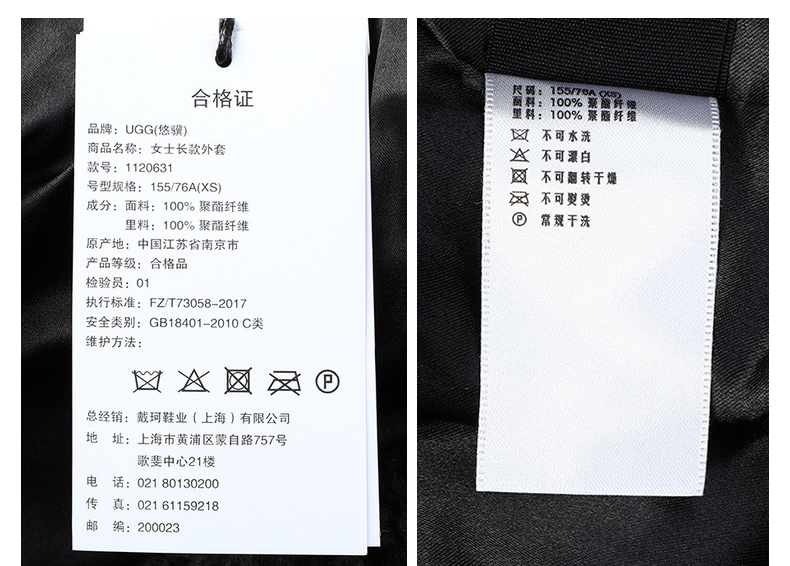 合格证
品牌：UGG(悠骥)
商品名称：女士长款外套
款号：1120631
号型规格：155/76A(XS)
成分：面料：100% 聚酯纤维
里料：100% 聚酯纤维
原产地：中国江苏省南京市
产品等级：合格品
检验员：01
执行标准：FZ/T73058-2017
安全类别：GB18401-2010 C类
维护方法：
P
总经销：戴珂鞋业（上海）有限公司
地 址：上海市黄浦区蒙自路757号
歌斐中心21楼
电 话：021 80130200
传 真：021 61159218
邮 编：200023
尺码：155/76A (XS)
面料：100% 聚酯纤维
里料：100% 聚酯纤维
不可水洗
不可漂白
不可翻转干燥
不可熨烫
P 常规干洗